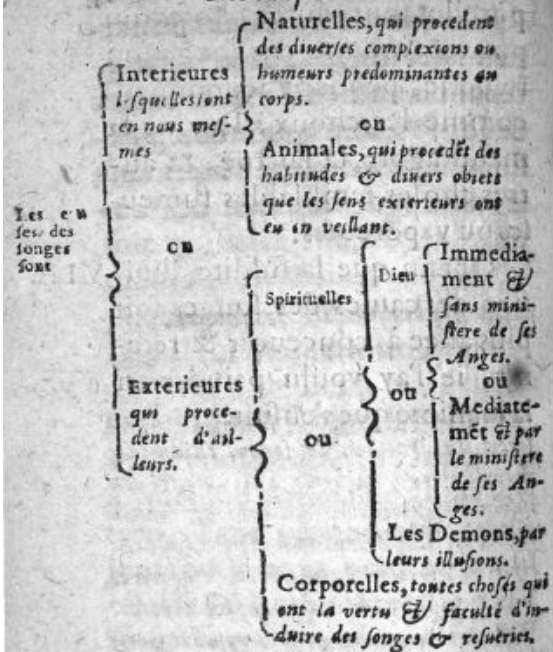 Naturelles, qui procedent
des diuerses complexions ou
humeurs predominantes au
corps.
ou
Animales, qui procedẽt des
habitudes & diuers obiets
que les sens exterieurs ont
eu en veillant.
Interieures
lesquelles sont
en nous mes-
mes
Les cau
ses des
songes
sont
ou
Exterieures
qui proce-
dent d'ail-
leurs.
Spirituelles
ou
Dieu
ou
Immedia-
ment &
sans mini-
stere de ses
Anges.
ou
Mediate-
mẽt & par
le ministere
de ses An-
ges.
Les Demons, par
leurs illusions.
Corporelles, toutes choses qui
ont la vertu & faculté d'in-
duire des songes & resueries.